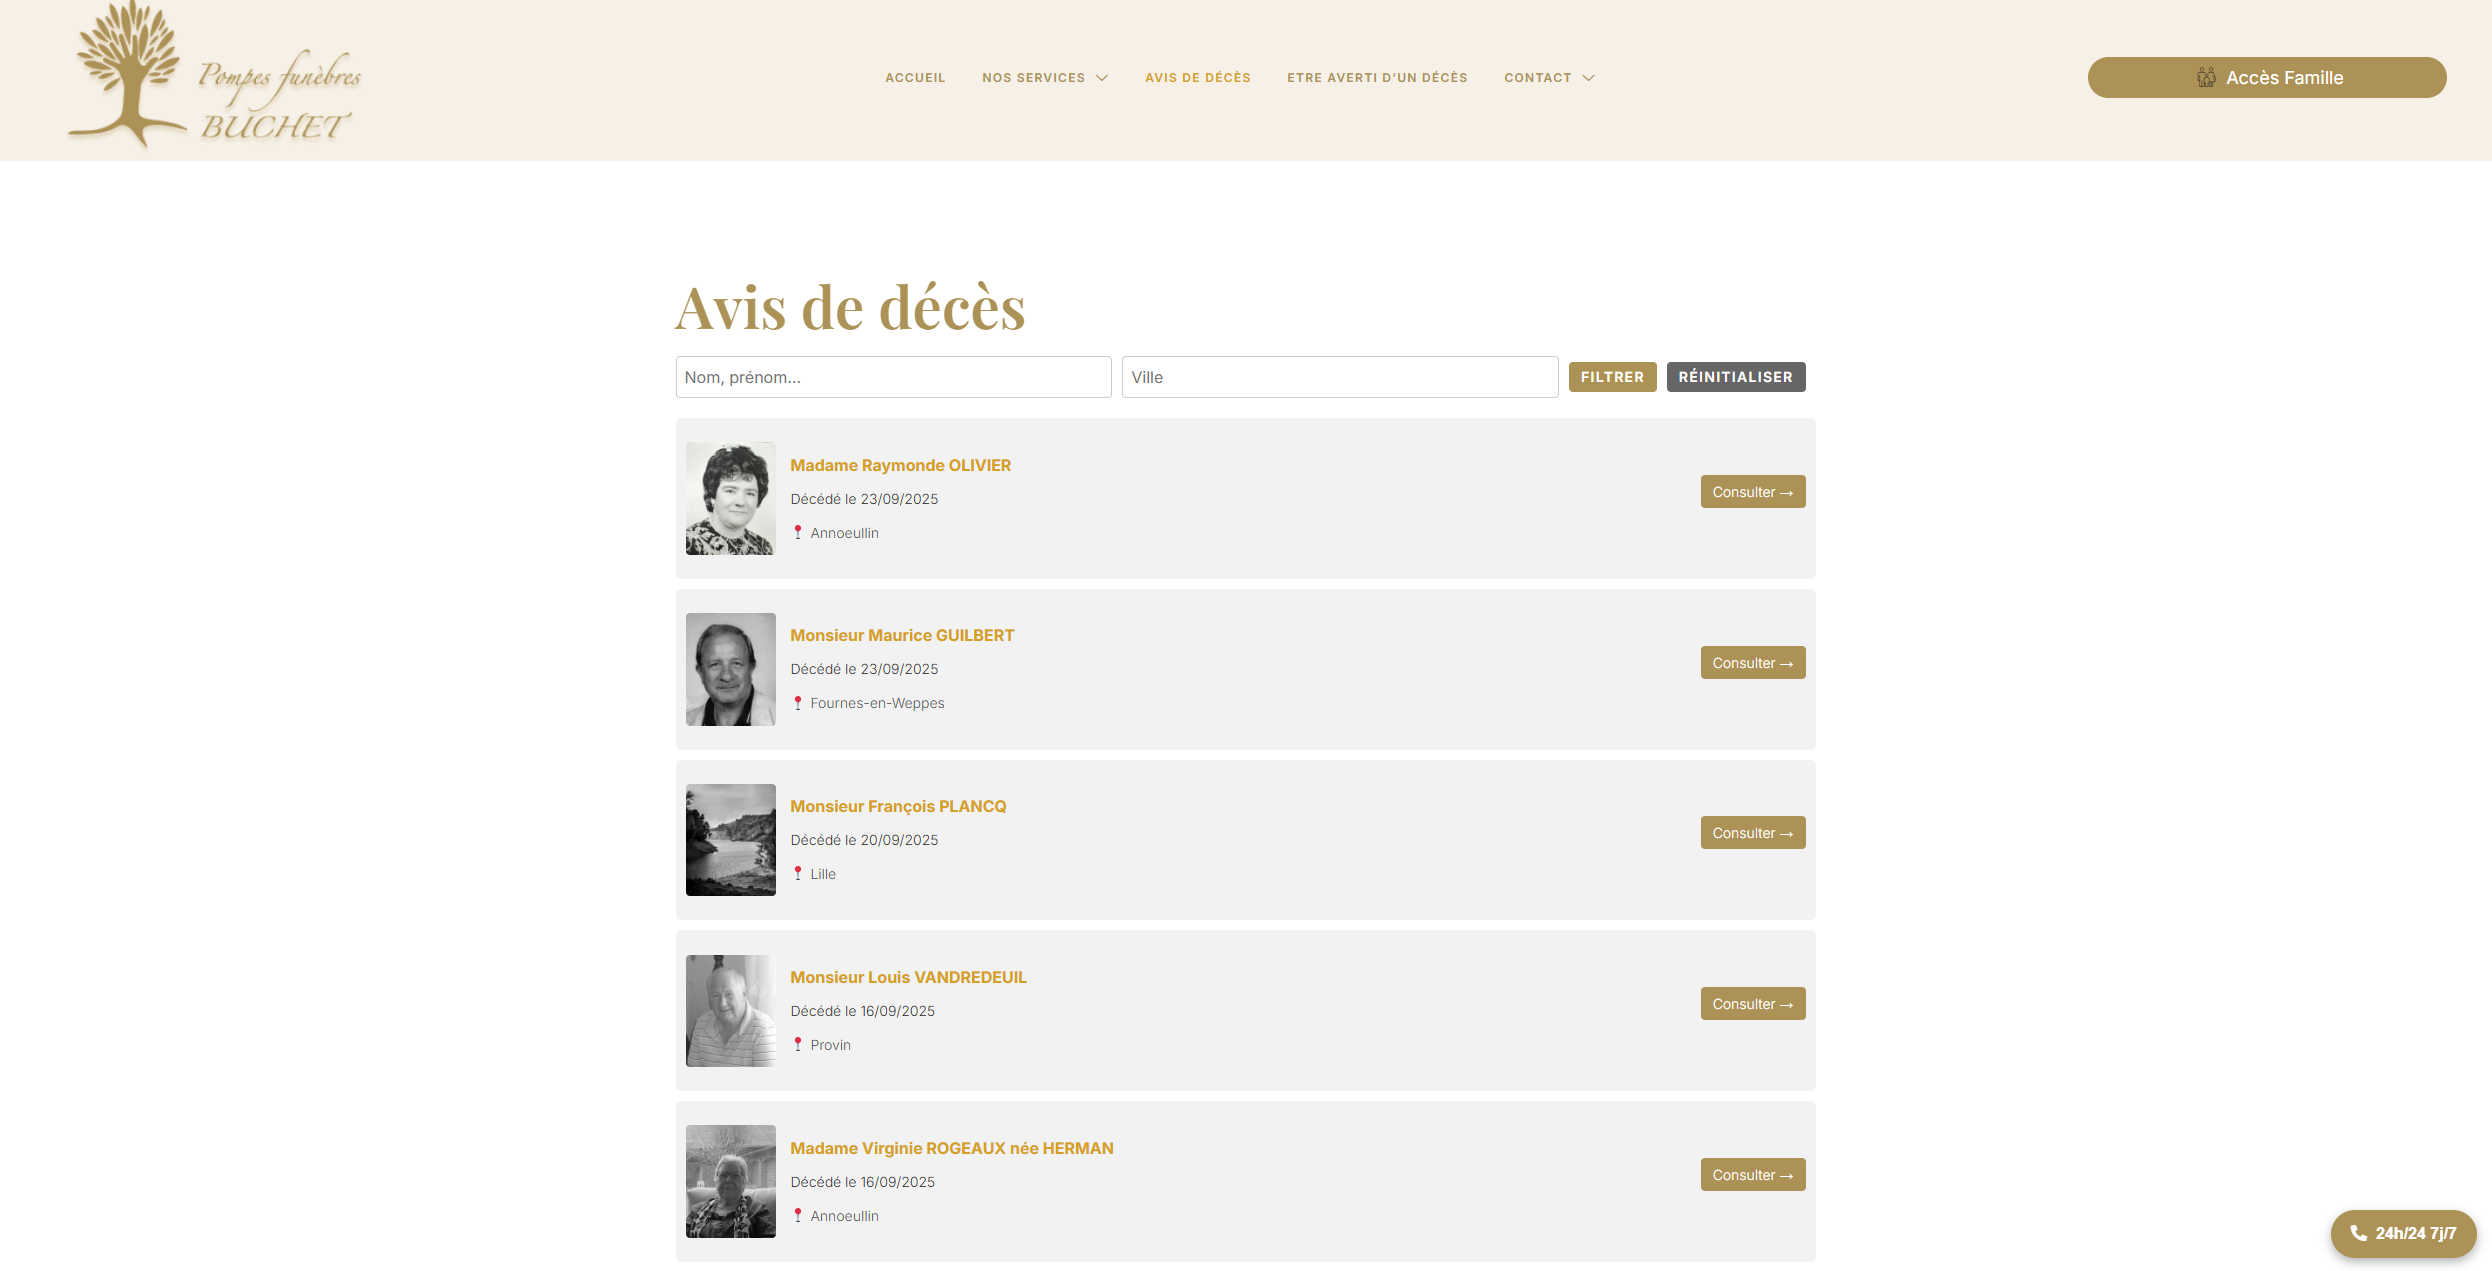 Pompes funèbres
BUCHET
ACCUEIL
NOS SERVICES
AVIS DE DÉCÈS
ETRE AVERTI D'UN DÉCÈS
CONTACT
Accès Famille
Avis de décès
Nom, prénom...
Ville
FILTRER
RÉINITIALISER
Madame Raymonde OLIVIER
Décédé le 23/09/2025
Annoeullin
Consulter →
Monsieur Maurice GUILBERT
Décédé le 23/09/2025
Fournes-en-Weppes
Consulter →
Monsieur François PLANCQ
Décédé le 20/09/2025
Lille
Consulter →
Monsieur Louis VANDREDEUIL
Décédé le 16/09/2025
Provin
Consulter →
Madame Virginie ROGEAUX née HERMAN
Décédé le 16/09/2025
Annoeullin
Consulter →
24h/24 7j/7